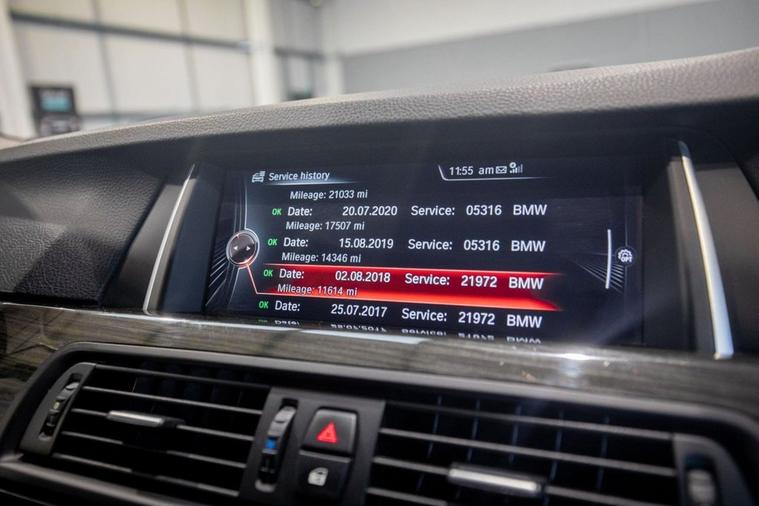 Service history
11:55 am
Mileage: 21033 mi
OK Date: 20.07.2020 Service: 05316 BMW
Mileage: 17507 mi
OK Date: 15.08.2019 Service: 05316 BMW
Mileage: 14346 mi
OK Date: 02.08.2018 Service: 21972 BMW
Mileage: 11614 mi
OK Date: 25.07.2017 Service: 21972 BMW
OFF